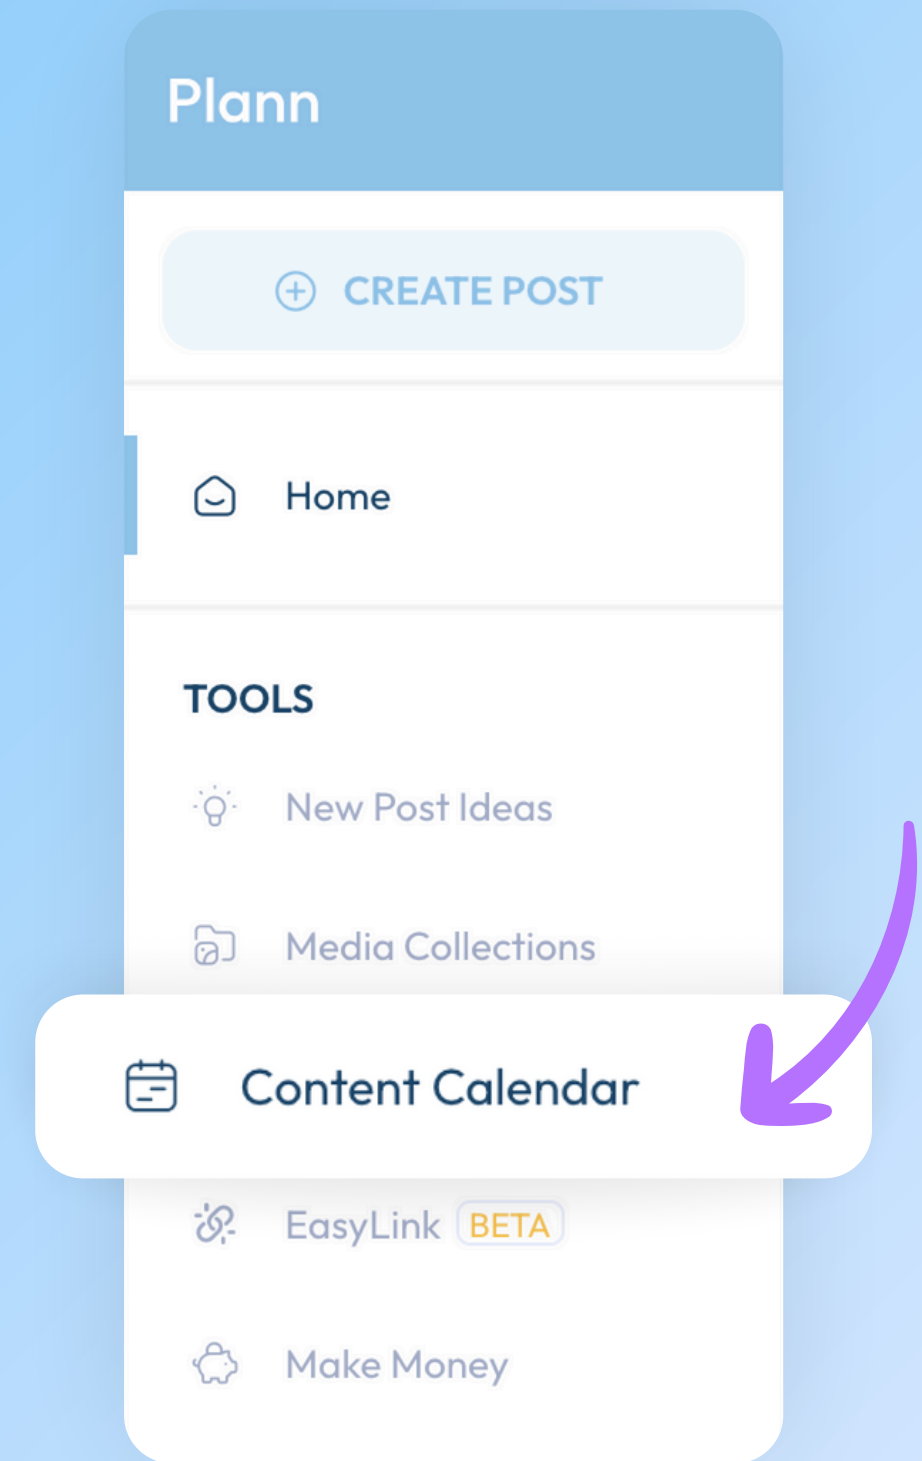 Plann
CREATE POST
Home
TOOLS
New Post Ideas
Media Collections
Content Calendar
EasyLink BETA
Make Money